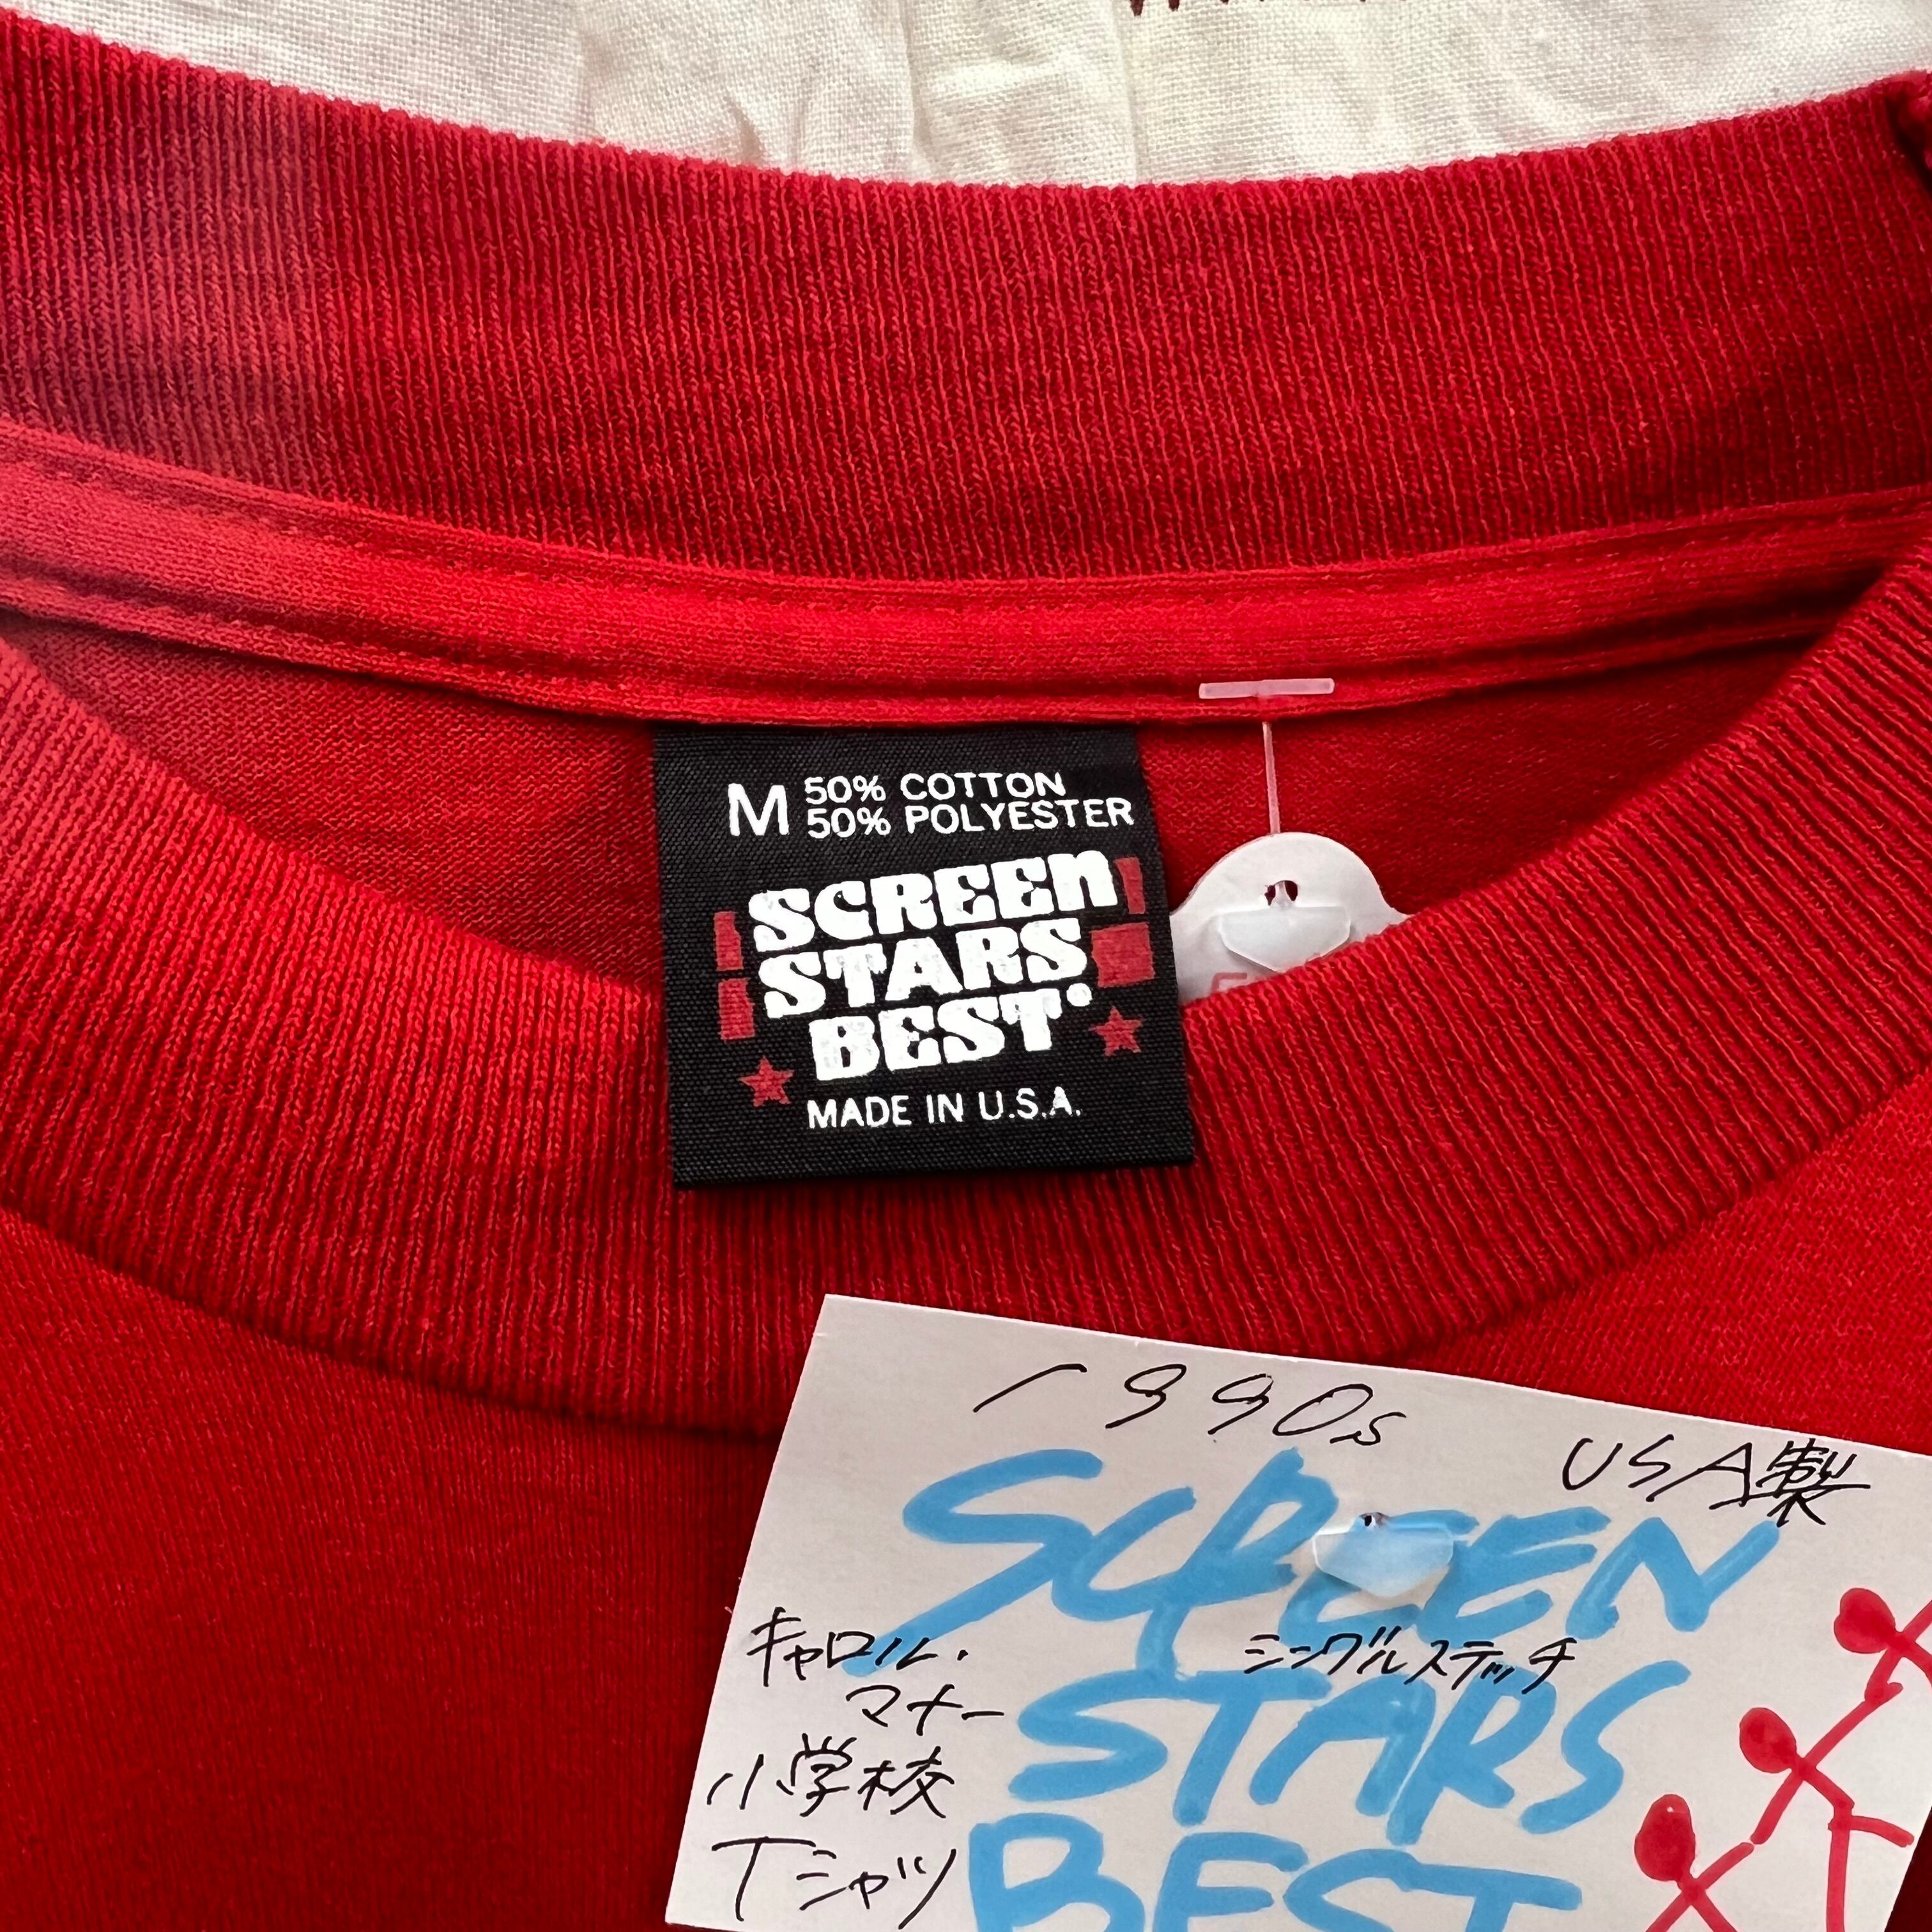 M 50% COTTON
50% POLYESTER
SCREEN
STARS
BEST
MADE IN U.S.A.
1990s
USA製
SCREEN
STARS
BEST
シングルステッチ
キャロル・
マナー
小学校
Tシャツ